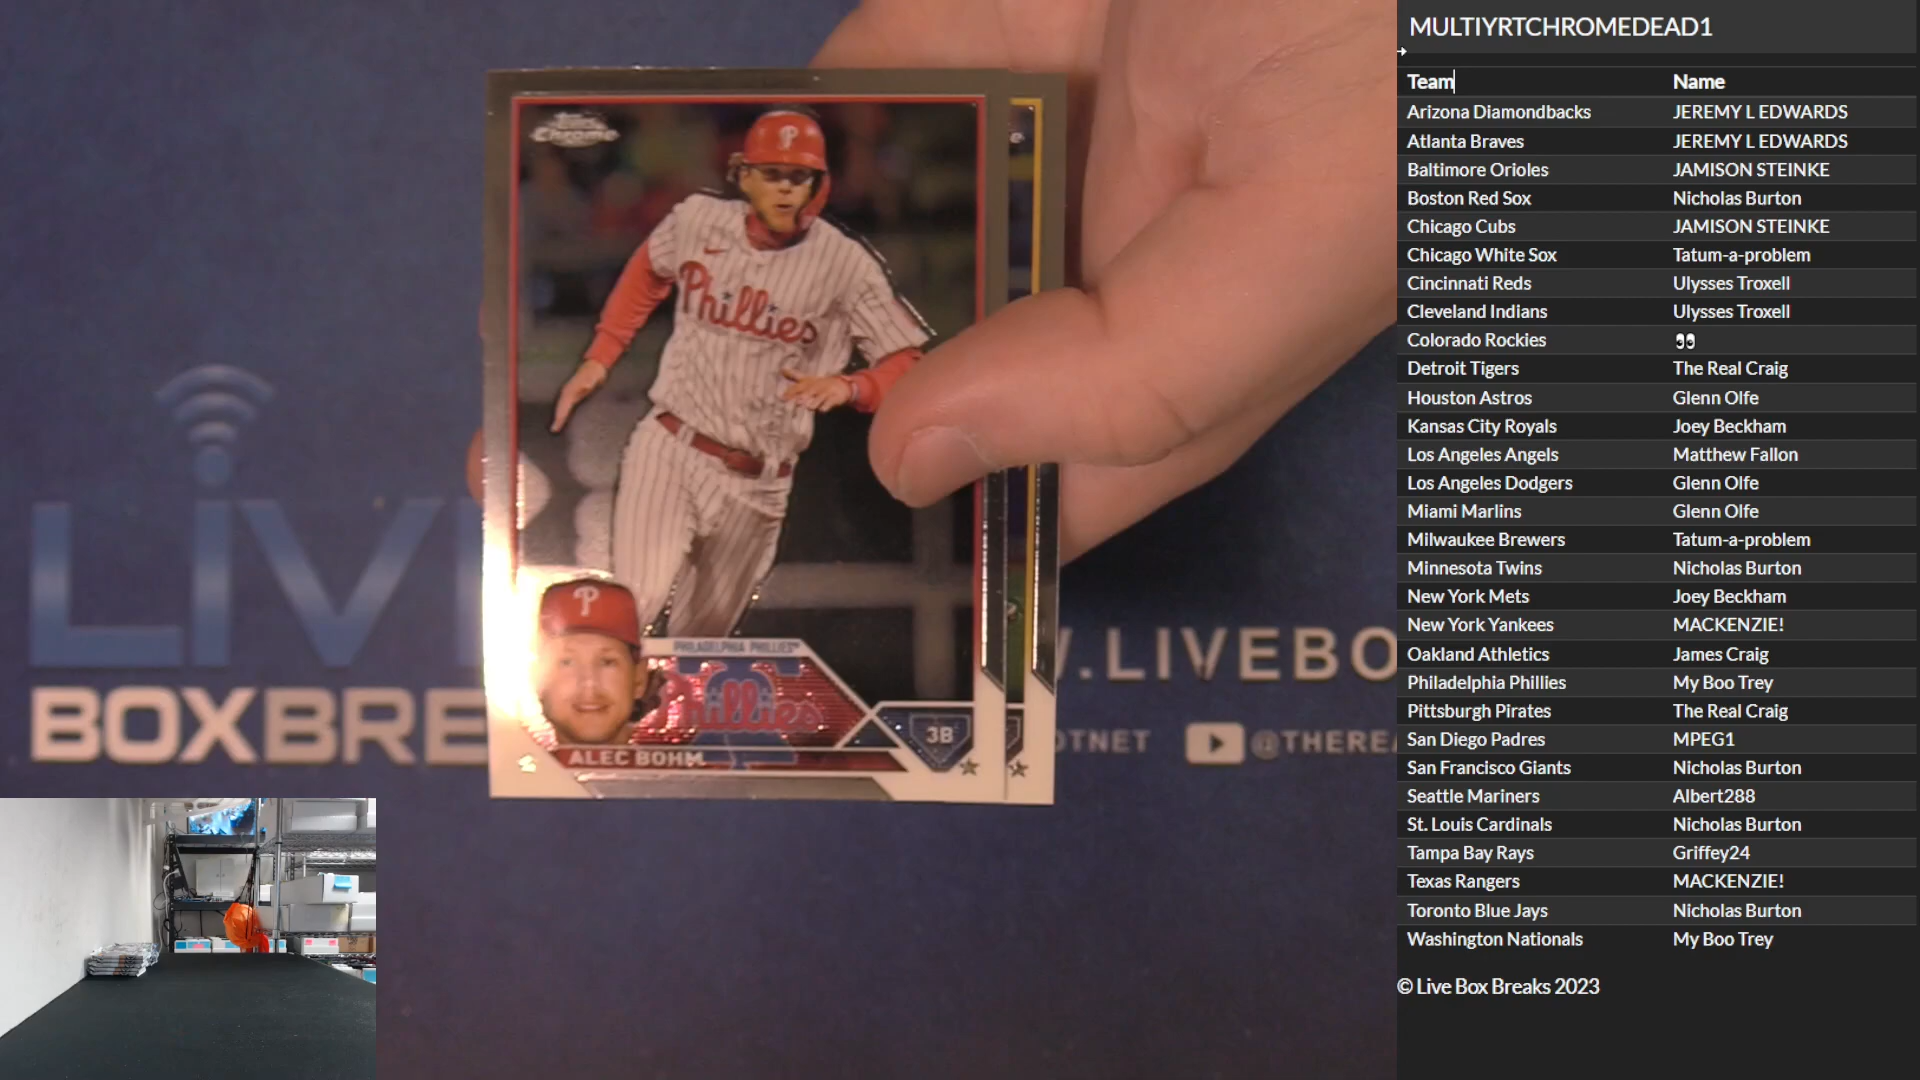 MULTIYRTCHROMEDEAD1
Team Name
Arizona Diamondbacks JEREMY L EDWARDS
Atlanta Braves JEREMY L EDWARDS
Baltimore Orioles JAMISON STEINKE
Boston Red Sox Nicholas Burton
Chicago Cubs JAMISON STEINKE
Chicago White Sox Tatum-a-problem
Cincinnati Reds Ulysses Troxell
Cleveland Indians Ulysses Troxell
Colorado Rockies 👀
Detroit Tigers The Real Craig
Houston Astros Glenn Olfe
Kansas City Royals Joey Beckham
Los Angeles Angels Matthew Fallon
Los Angeles Dodgers Glenn Olfe
Miami Marlins Glenn Olfe
Milwaukee Brewers Tatum-a-problem
Minnesota Twins Nicholas Burton
New York Mets Joey Beckham
New York Yankees MACKENZIE!
Oakland Athletics James Craig
Philadelphia Phillies My Boo Trey
Pittsburgh Pirates The Real Craig
San Diego Padres MPEG1
San Francisco Giants Nicholas Burton
Seattle Mariners Albert288
St. Louis Cardinals Nicholas Burton
Tampa Bay Rays Griffey24
Texas Rangers MACKENZIE!
Toronto Blue Jays Nicholas Burton
Washington Nationals My Boo Trey
© Live Box Breaks 2023
Topps
Chrome
P
Phillies
P
PHILADELPHIA PHILLIES
Phillies
3B
ALEC BOHM
LIV
BOXBRE
.LIVEBO
OTNET @THEREA